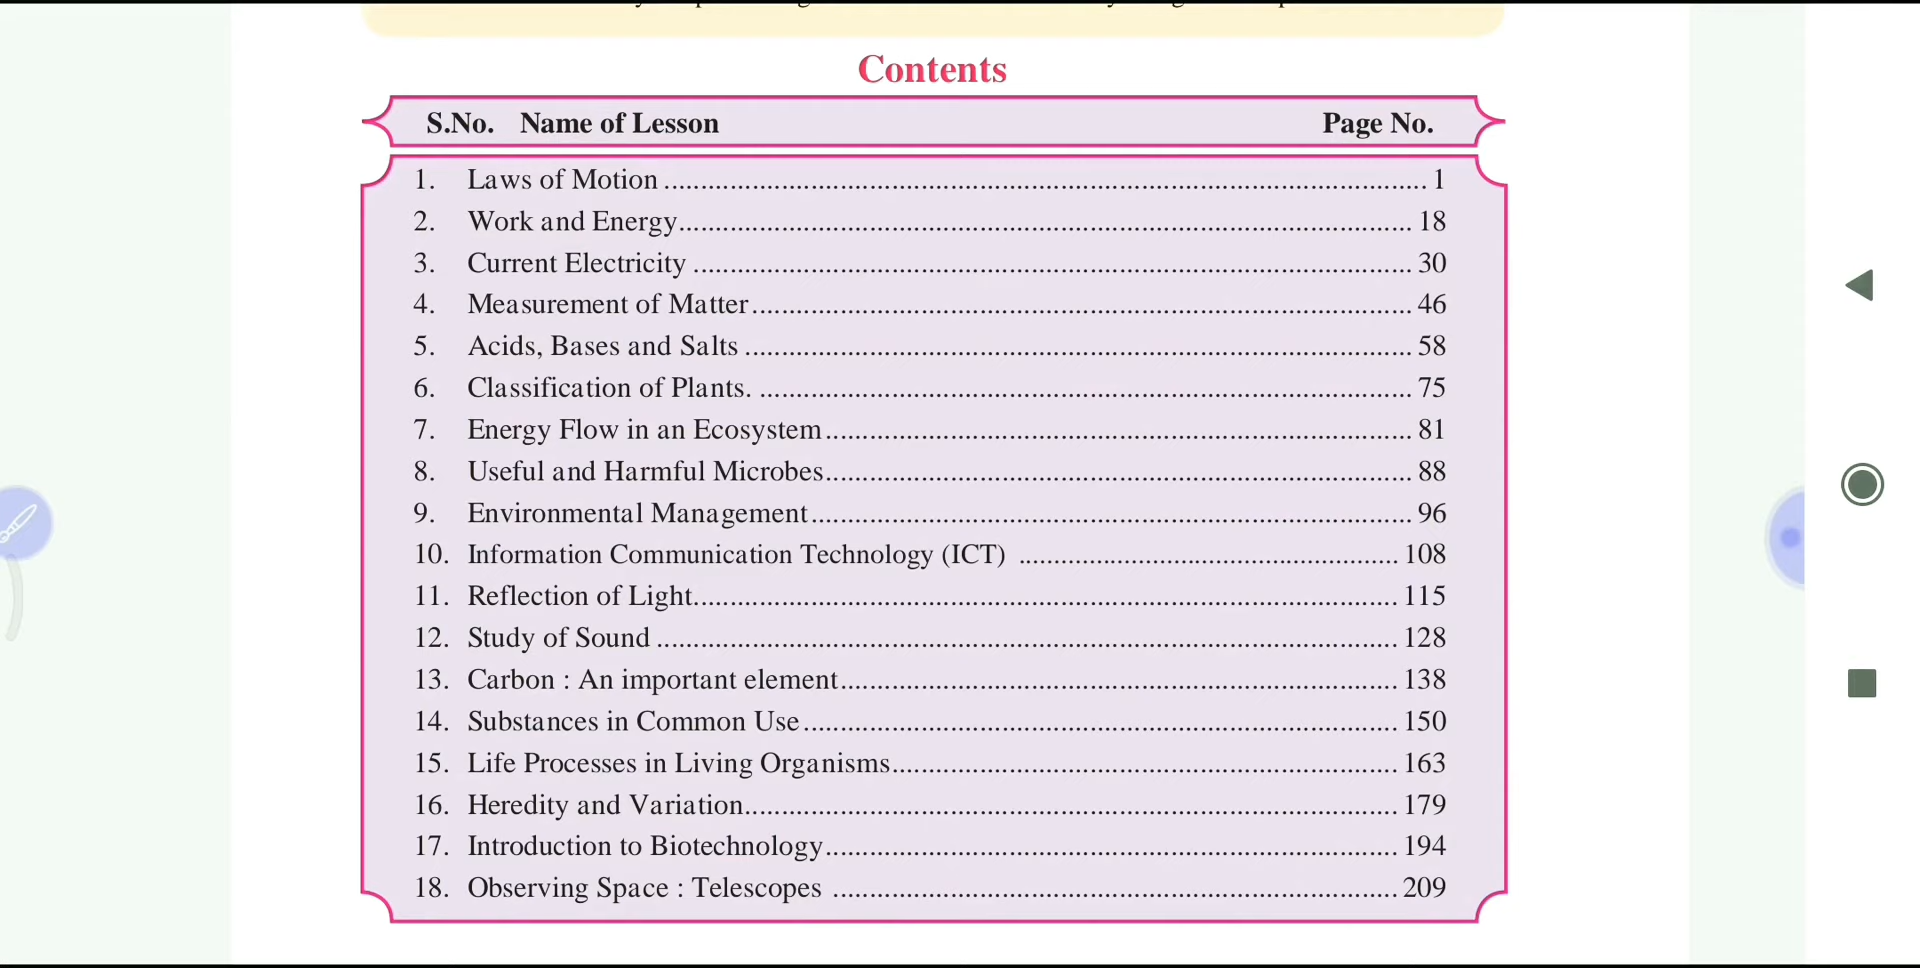 Contents
S.No. Name of Lesson Page No.
1. Laws of Motion ........ 1
2. Work and Energy ........ 18
3. Current Electricity ........ 30
4. Measurement of Matter ........ 46
5. Acids, Bases and Salts ........ 58
6. Classification of Plants. ........ 75
7. Energy Flow in an Ecosystem ........ 81
8. Useful and Harmful Microbes ........ 88
9. Environmental Management ........ 96
10. Information Communication Technology (ICT) ........ 108
11. Reflection of Light ........ 115
12. Study of Sound ........ 128
13. Carbon : An important element ........ 138
14. Substances in Common Use ........ 150
15. Life Processes in Living Organisms ........ 163
16. Heredity and Variation ........ 179
17. Introduction to Biotechnology ........ 194
18. Observing Space : Telescopes ........ 209